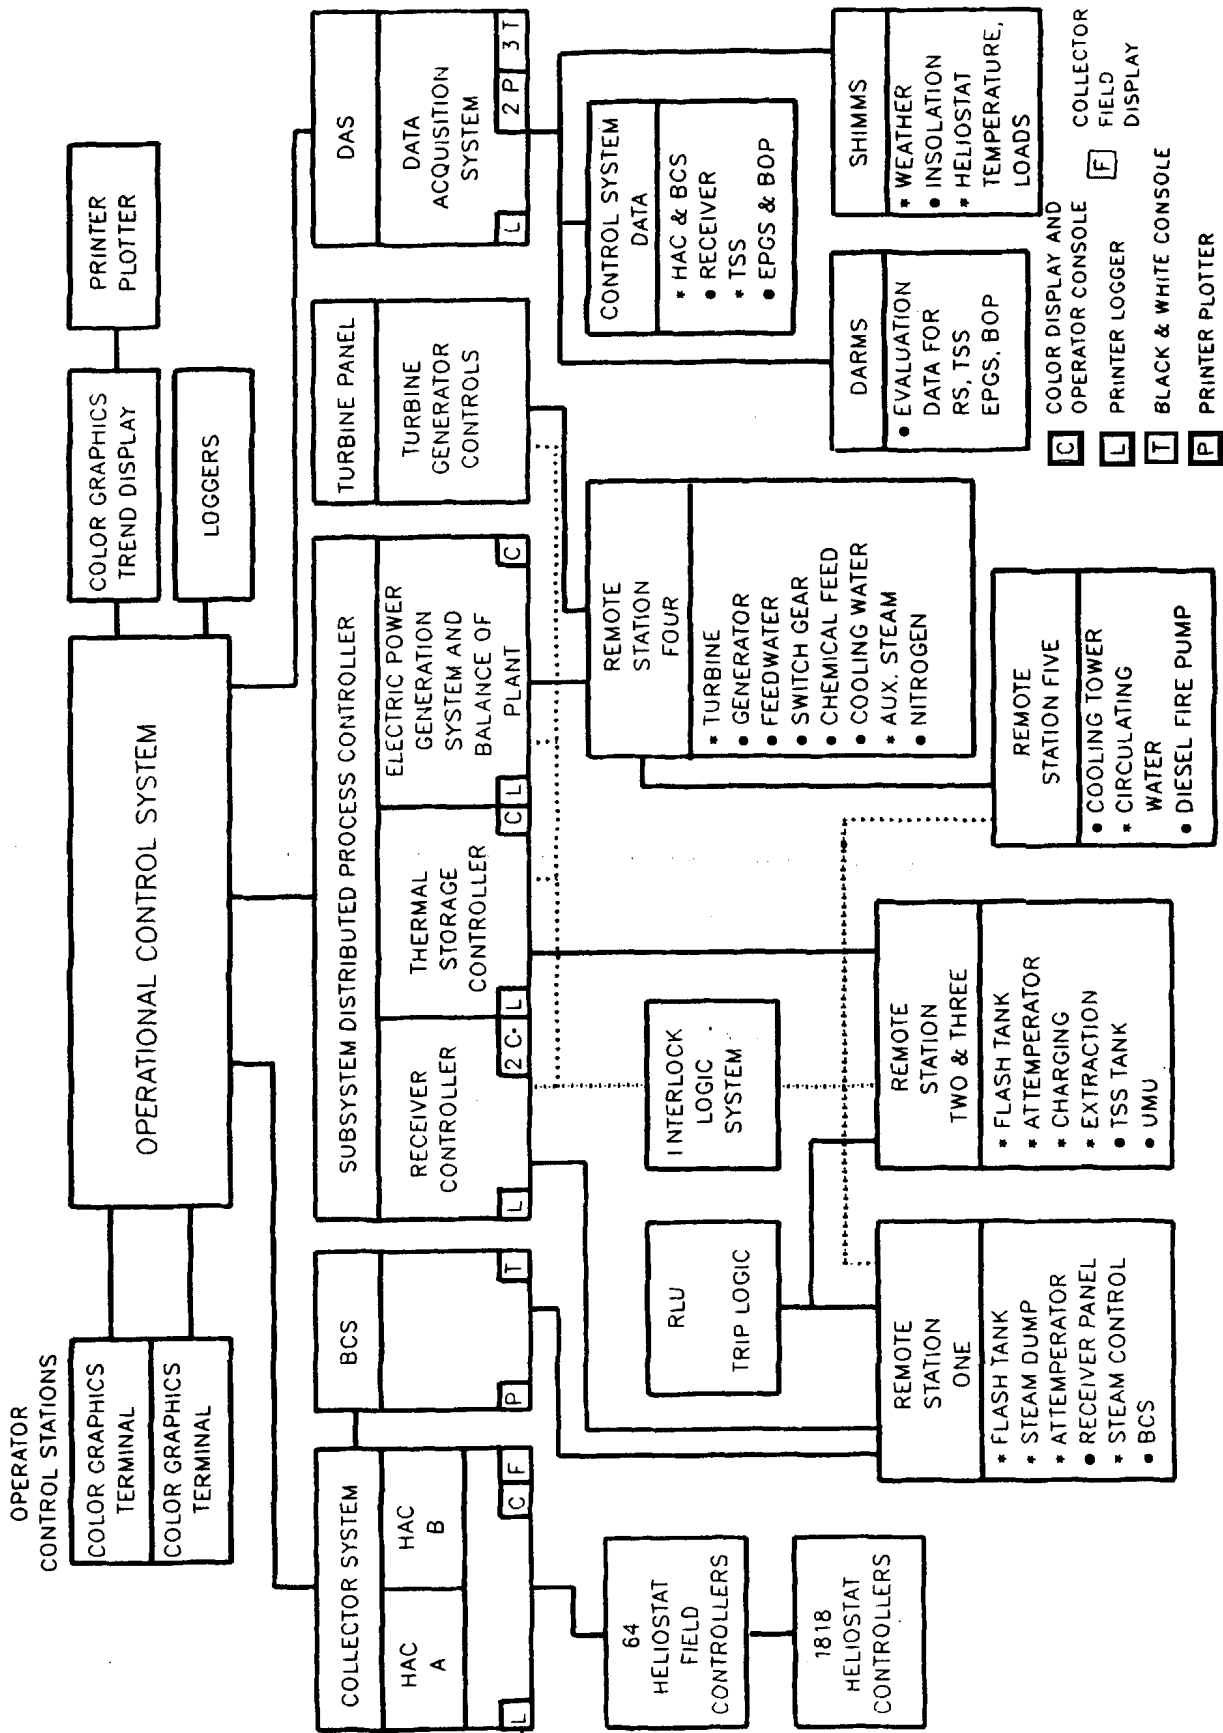 OPERATOR
CONTROL STATIONS
COLOR GRAPHICS
TERMINAL
COLOR GRAPHICS
TERMINAL
OPERATIONAL CONTROL SYSTEM
COLOR GRAPHICS
TREND DISPLAY
PRINTER
PLOTTER
LOGGERS
COLLECTOR SYSTEM
HAC
A
HAC
B
L
C F
BCS
P
T
SUBSYSTEM DISTRIBUTED PROCESS CONTROLLER
RECEIVER
CONTROLLER
L
2 C
THERMAL
STORAGE
CONTROLLER
L
C
ELECTRIC POWER
GENERATION
SYSTEM AND
BALANCE OF
PLANT
L
C
TURBINE PANEL
TURBINE
GENERATOR
CONTROLS
DAS
DATA
ACQUISITION
SYSTEM
L
2 P 3 T
64
HELIOSTAT
FIELD
CONTROLLERS
1818
HELIOSTAT
CONTROLLERS
RLU
TRIP LOGIC
INTERLOCK
LOGIC
SYSTEM
REMOTE
STATION
ONE
* FLASH TANK
* STEAM DUMP
* ATTEMPERATOR
● RECEIVER PANEL
* STEAM CONTROL
● BCS
REMOTE
STATION
TWO & THREE
* FLASH TANK
* ATTEMPERATOR
* CHARGING
* EXTRACTION
● TSS TANK
● UMU
REMOTE
STATION
FOUR
* TURBINE
● GENERATOR
● FEEDWATER
● SWITCH GEAR
● CHEMICAL FEED
● COOLING WATER
* AUX. STEAM
● NITROGEN
REMOTE
STATION FIVE
● COOLING TOWER
* CIRCULATING
WATER
● DIESEL FIRE PUMP
CONTROL SYSTEM
DATA
* HAC & BCS
● RECEIVER
* TSS
● EPGS & BOP
DARMS
● EVALUATION
DATA FOR
RS, TSS
EPGS, BOP
SHIMMS
* WEATHER
● INSOLATION
* HELIOSTAT
TEMPERATURE,
LOADS
C COLOR DISPLAY AND
OPERATOR CONSOLE
L PRINTER LOGGER
T BLACK & WHITE CONSOLE
P PRINTER PLOTTER
F COLLECTOR
FIELD
DISPLAY